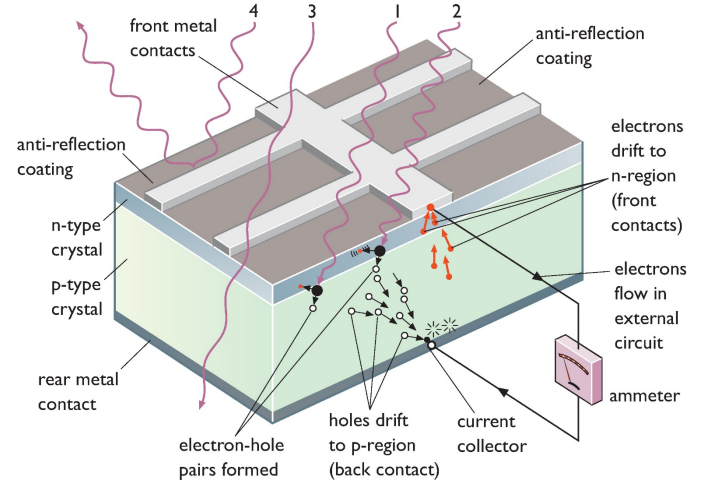 4
3
1
2
front metal
contacts
anti-reflection
coating
anti-reflection
coating
electrons
drift to
n-region
(front
contacts)
n-type
crystal
p-type
crystal
electrons
flow in
external
circuit
rear metal
contact
ammeter
electron-hole
pairs formed
holes drift
to p-region
(back contact)
current
collector